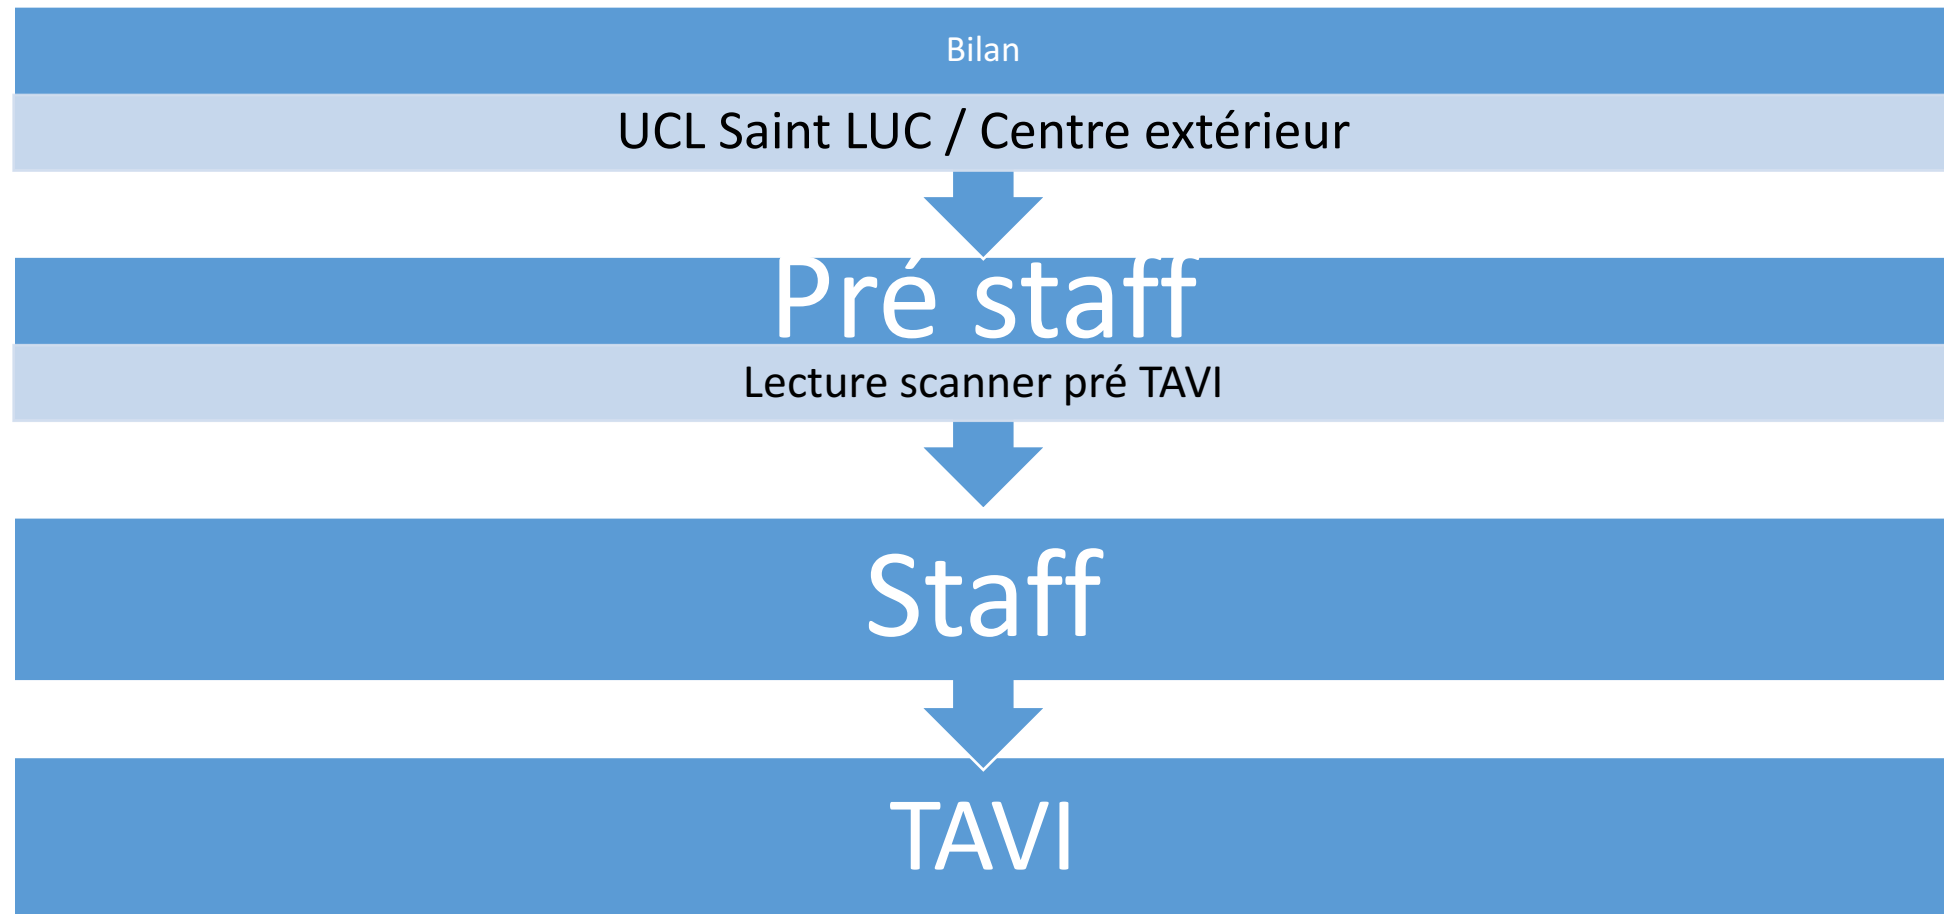 Bilan
UCL Saint LUC / Centre extérieur
Pré staff
Lecture scanner pré TAVI
Staff
TAVI